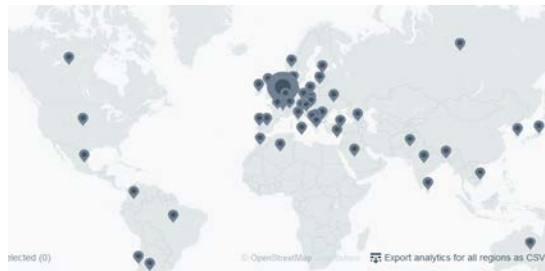 elected (0)
© OpenStreetMap
Export analytics for all regions as CSV